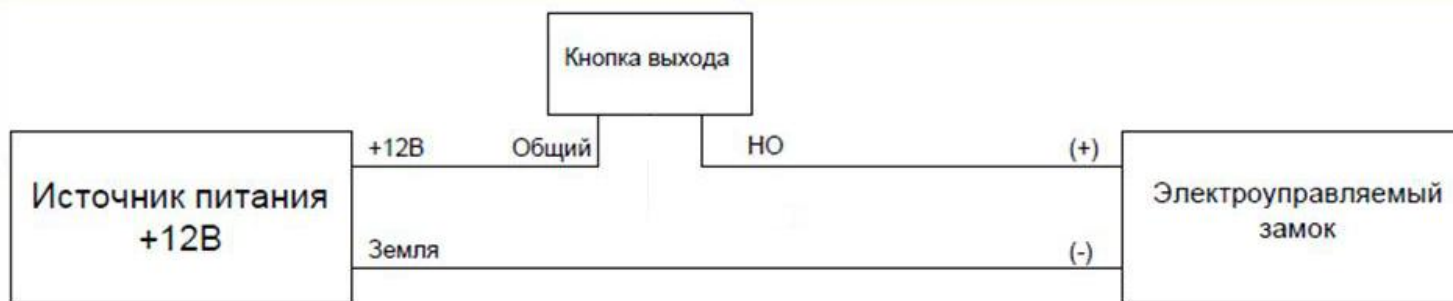 Кнопка выхода
+12В
Общий
НО
(+)
Источник питания
+12В
Электроуправляемый
замок
Земля
(-)